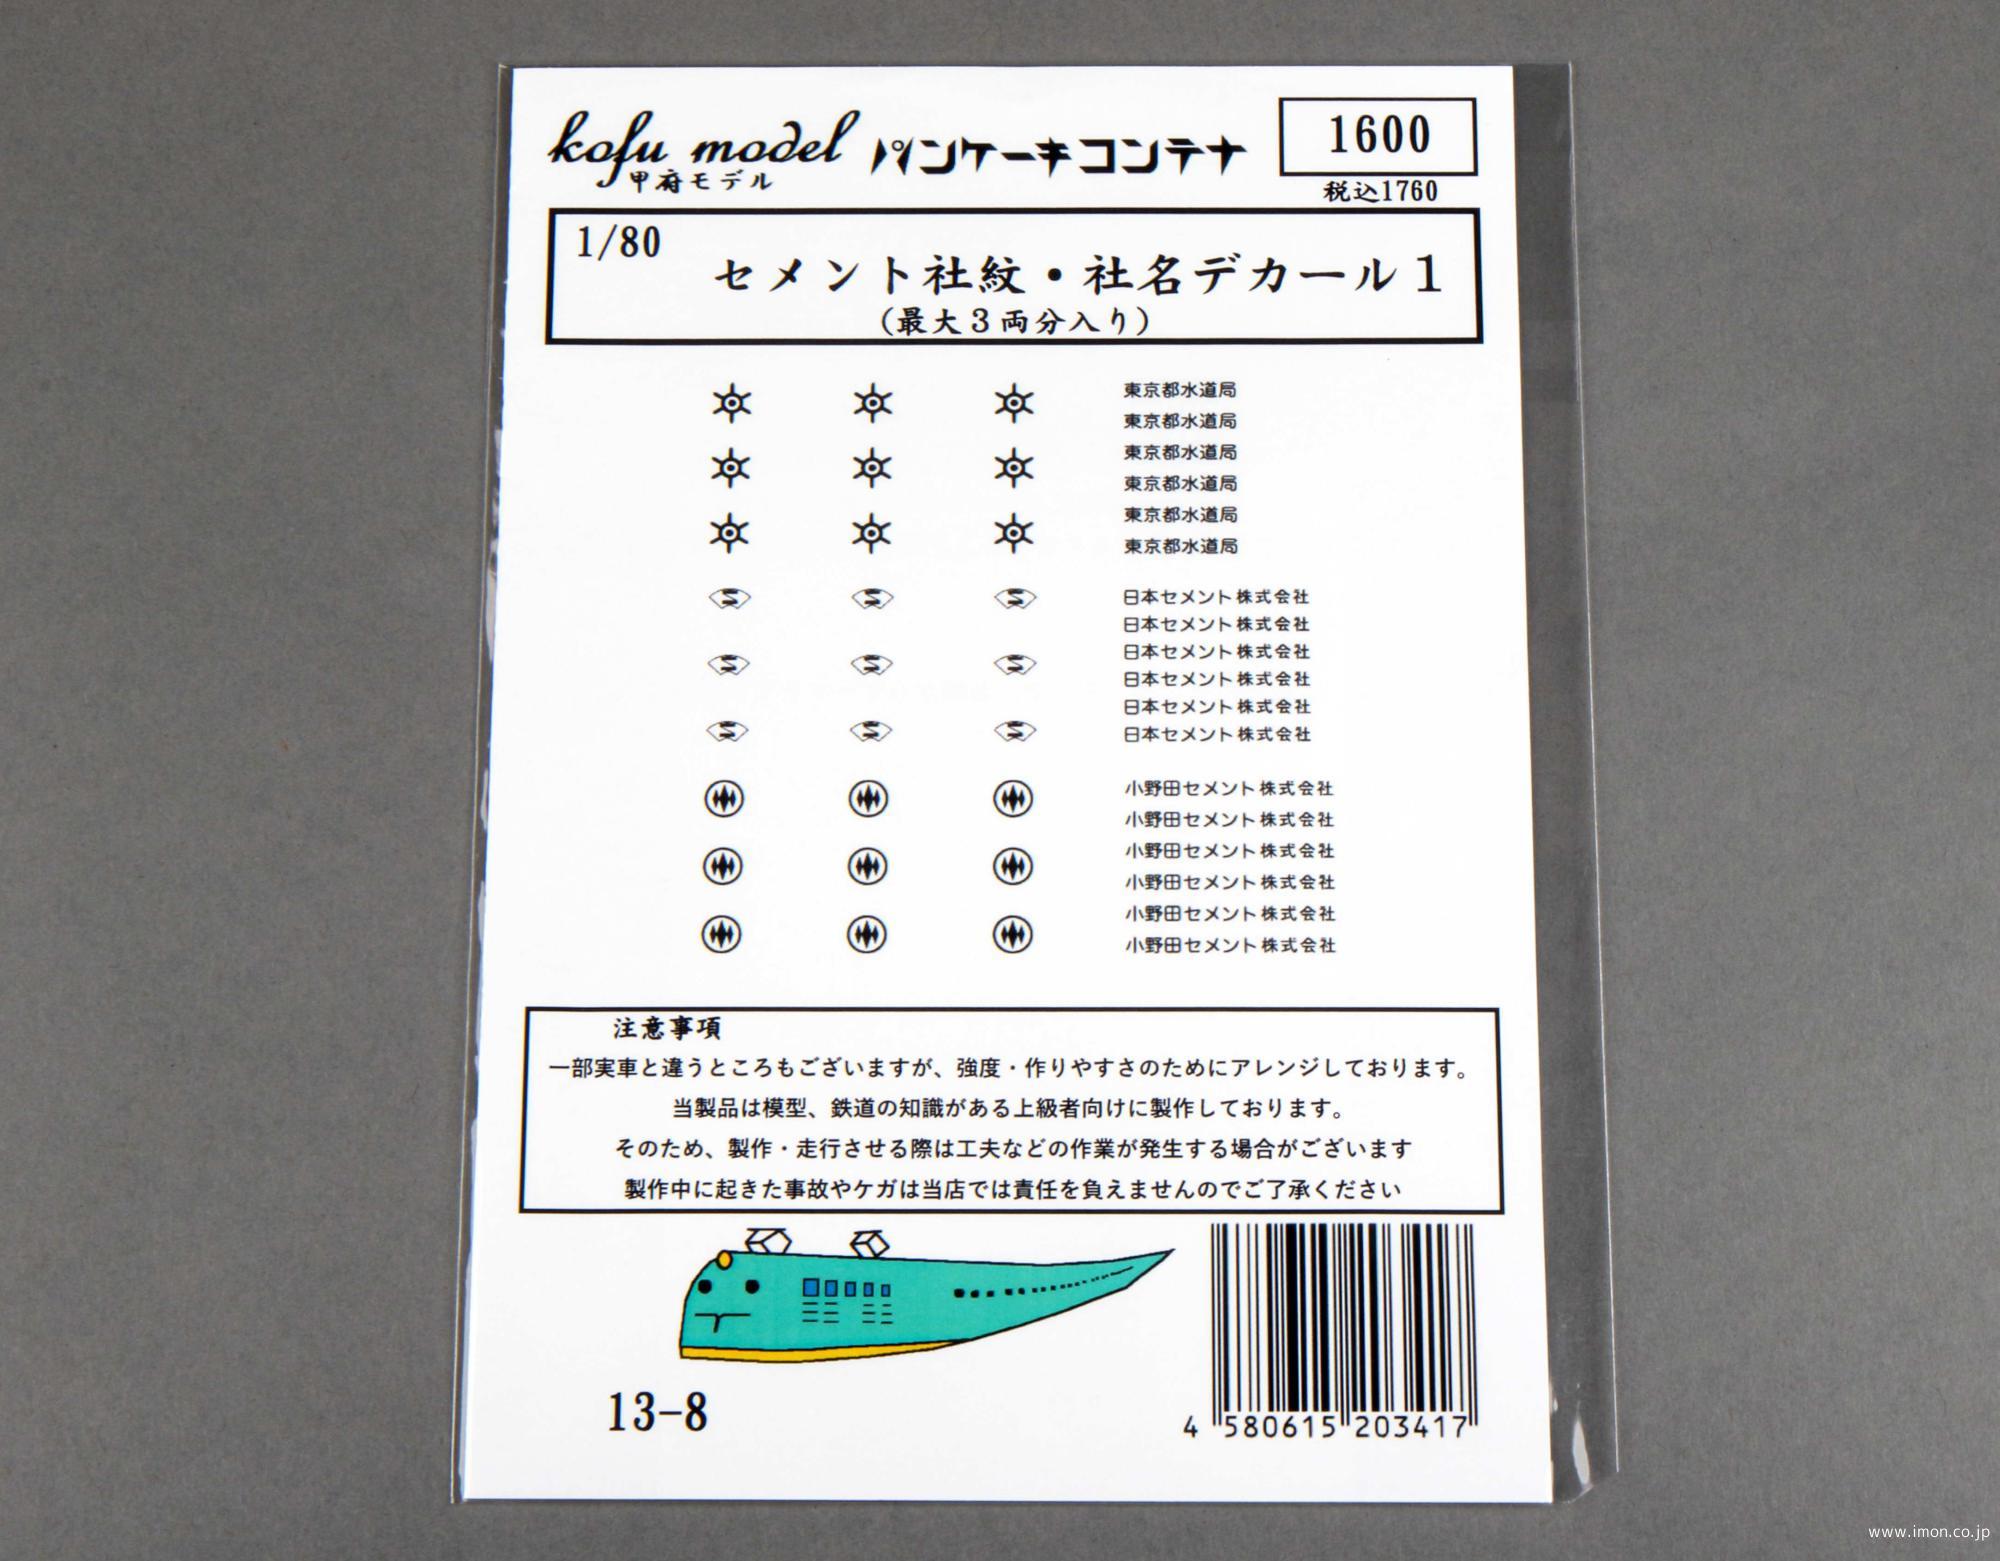 kofu model
甲府モデル
パンケーキコンテナ
1600
税込1760
1/80
セメント社紋・社名デカール1
(最大3両分入り)
東京都水道局
東京都水道局
東京都水道局
東京都水道局
東京都水道局
東京都水道局
日本セメント株式会社
日本セメント株式会社
日本セメント株式会社
日本セメント株式会社
日本セメント株式会社
日本セメント株式会社
小野田セメント株式会社
小野田セメント株式会社
小野田セメント株式会社
小野田セメント株式会社
小野田セメント株式会社
小野田セメント株式会社
注意事項
一部実車と違うところもございますが、強度・作りやすさのためにアレンジしております。
当製品は模型、鉄道の知識がある上級者向けに製作しております。
そのため、製作・走行させる際は工夫などの作業が発生する場合がございます
製作中に起きた事故やケガは当店では責任を負えませんのでご了承ください
13-8
4 580615 203417
www.imon.co.jp